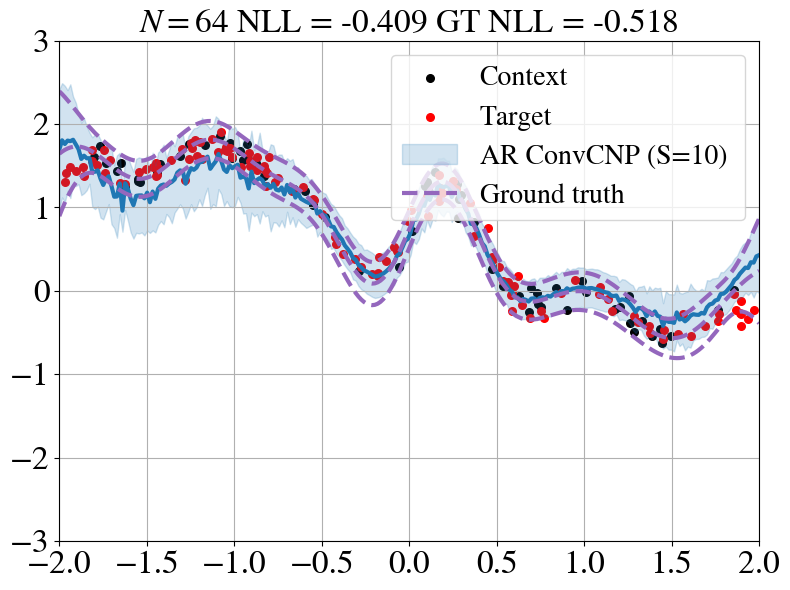 N = 64 NLL = -0.409 GT NLL = -0.518
Context
Target
AR ConvCNP (S=10)
Ground truth
3
2
1
0
−1
−2
−3
−2.0 −1.5 −1.0 −0.5 0.0 0.5 1.0 1.5 2.0